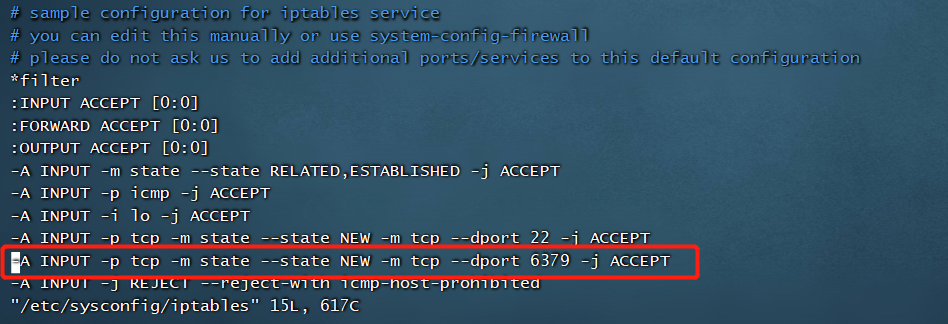 # sample configuration for iptables service
# you can edit this manually or use system-config-firewall
# please do not ask us to add additional ports/services to this default configuration
*filter
:INPUT ACCEPT [0:0]
:FORWARD ACCEPT [0:0]
:OUTPUT ACCEPT [0:0]
-A INPUT -m state --state RELATED,ESTABLISHED -j ACCEPT
-A INPUT -p icmp -j ACCEPT
-A INPUT -i lo -j ACCEPT
-A INPUT -p tcp -m state --state NEW -m tcp --dport 22 -j ACCEPT
-A INPUT -p tcp -m state --state NEW -m tcp --dport 6379 -j ACCEPT
-A INPUT -j REJECT --reject-with icmp-host-prohibited
"/etc/sysconfig/iptables" 15L, 617C